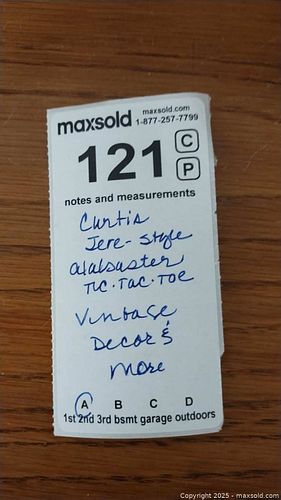 maxsold maxsold.com
1-877-257-7799
121 C
P
notes and measurements
Curtis
Jere-Style
alabaster
TIC·TAC·TOE
Vintage
Decor &
more
A B C D
1st 2nd 3rd bsmt garage outdoors
Copyright © 2025 - maxsold.com